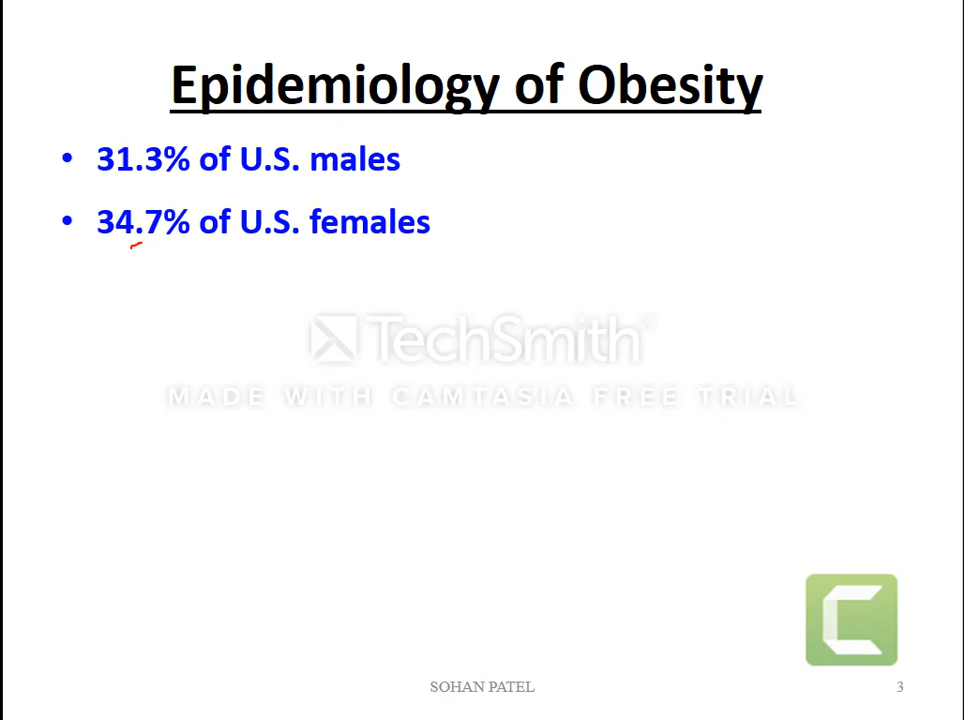 Epidemiology of Obesity
• 31.3% of U.S. males
• 34.7% of U.S. females
TechSmith
MADE WITH CAMTASIA FREE TRIAL
SOHAN PATEL
3